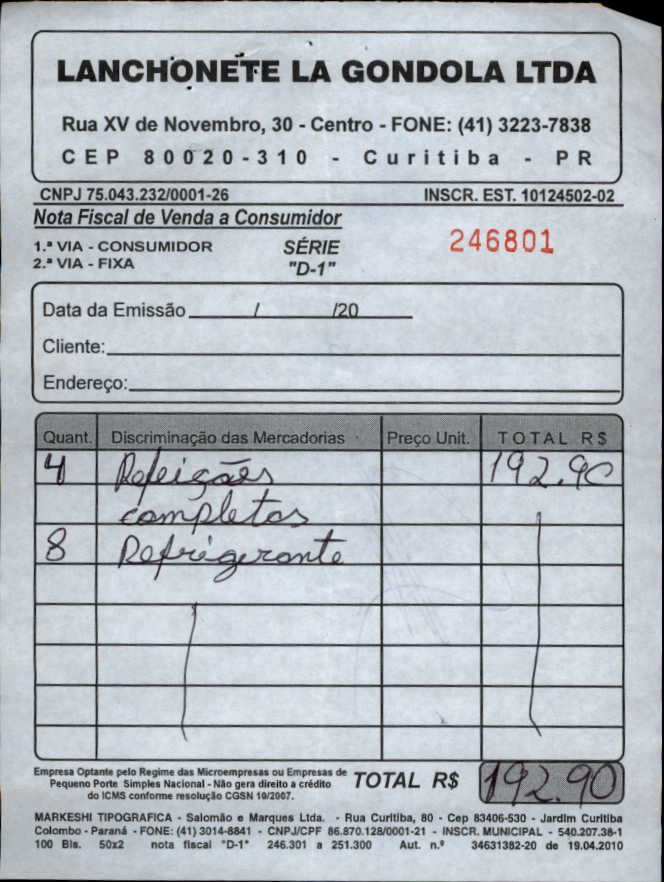 LANCHONETE LA GONDOLA LTDA
Rua XV de Novembro, 30 - Centro - FONE: (41) 3223-7838
CEP 80020-310 - Curitiba - PR
CNPJ 75.043.232/0001-26 INSCR. EST. 10124502-02
Nota Fiscal de Venda a Consumidor
1.ª VIA - CONSUMIDOR SÉRIE 246801
2.ª VIA - FIXA "D-1"
Data da Emissão / /20
Cliente:
Endereço:
Quant. Discriminação das Mercadorias Preço Unit. TOTAL R$
4 Refeições 192.90
completas
8 Refrigerante
Empresa Optante pelo Regime das Microempresas ou Empresas de
Pequeno Porte Simples Nacional - Não gera direito a crédito
do ICMS conforme resolução CGSN 10/2007.
TOTAL R$ 192.90
MARKESHI TIPOGRAFICA - Salomão e Marques Ltda. - Rua Curitiba, 80 - Cep 83406-530 - Jardim Curitiba
Colombo - Paraná - FONE: (41) 3014-8841 - CNPJ/CPF 86.870.128/0001-21 - INSCR. MUNICIPAL - 540.207.38-1
100 Bls. 50x2 nota fiscal "D-1" 246.301 a 251.300 Aut. n.º 34631382-20 de 19.04.2010